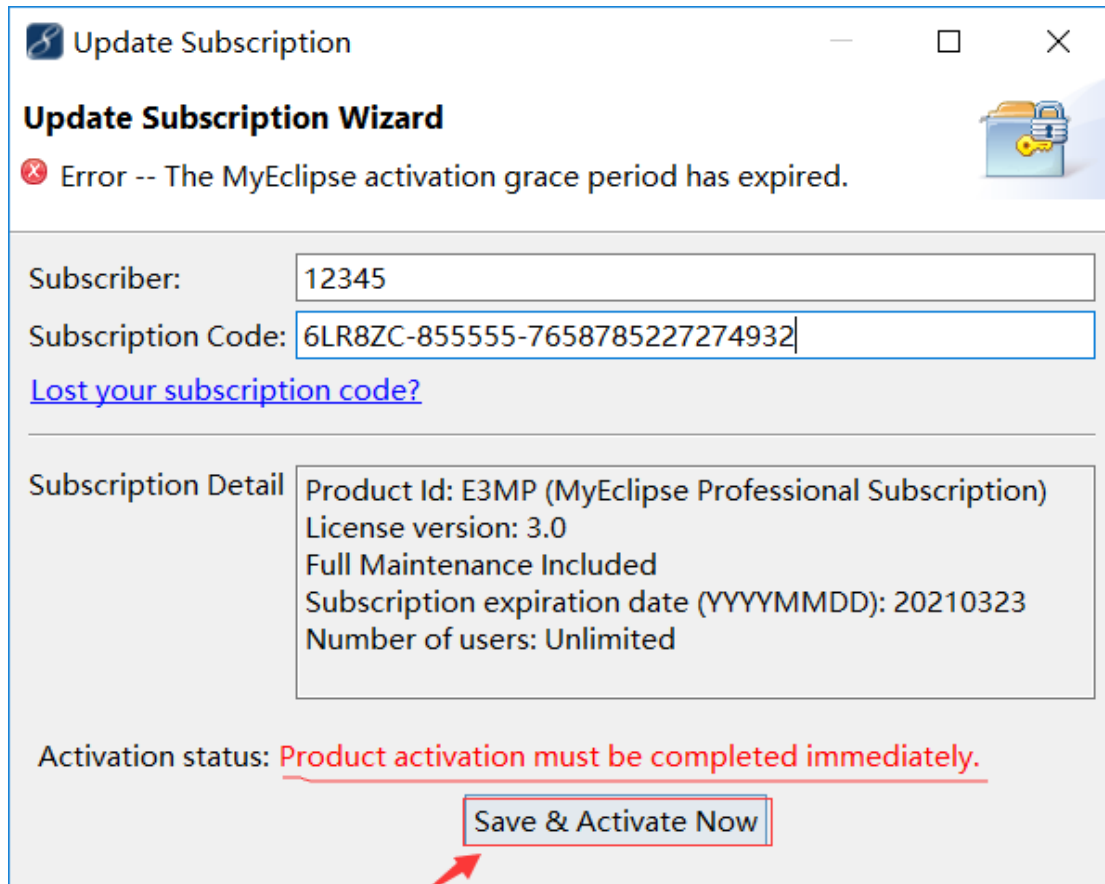 Update Subscription
Update Subscription Wizard
Error -- The MyEclipse activation grace period has expired.
Subscriber: 12345
Subscription Code: 6LR8ZC-855555-7658785227274932
Lost your subscription code?
Subscription Detail Product Id: E3MP (MyEclipse Professional Subscription)
License version: 3.0
Full Maintenance Included
Subscription expiration date (YYYYMMDD): 20210323
Number of users: Unlimited
Activation status: Product activation must be completed immediately.
Save & Activate Now